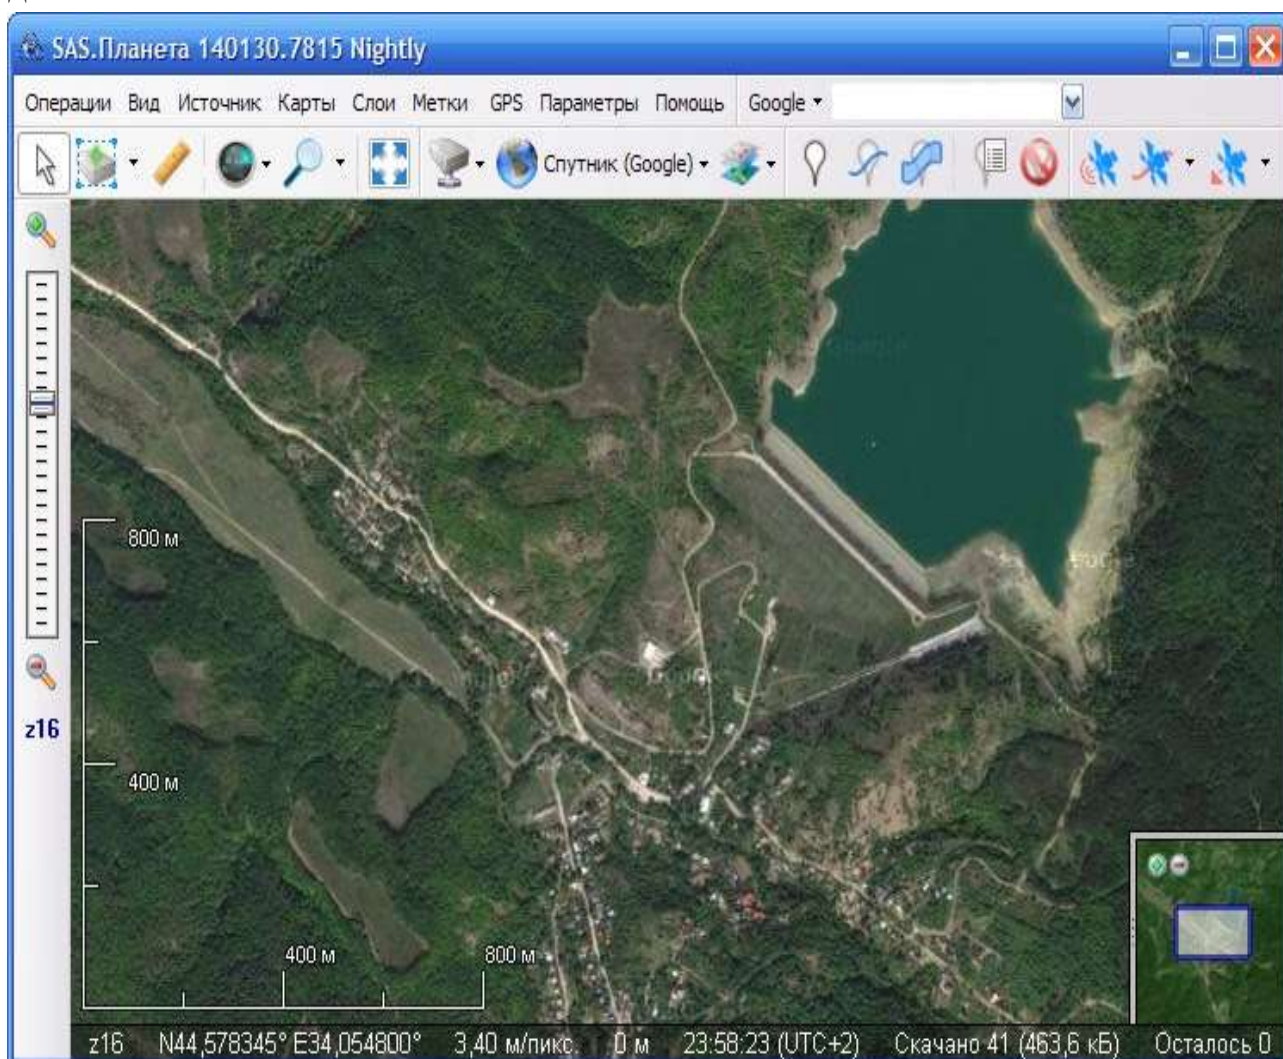 SAS.Планета 140130.7815 Nightly
Операции Вид Источник Карты Слои Метки GPS Параметры Помощь Google
Спутник (Google)
z16
800 м
400 м
400 м 800 м
z16 N44,578345° E34,054800° 3,40 м/пикс. 0 м 23:58:23 (UTC+2) Скачано 41 (463,6 кБ) Осталось 0